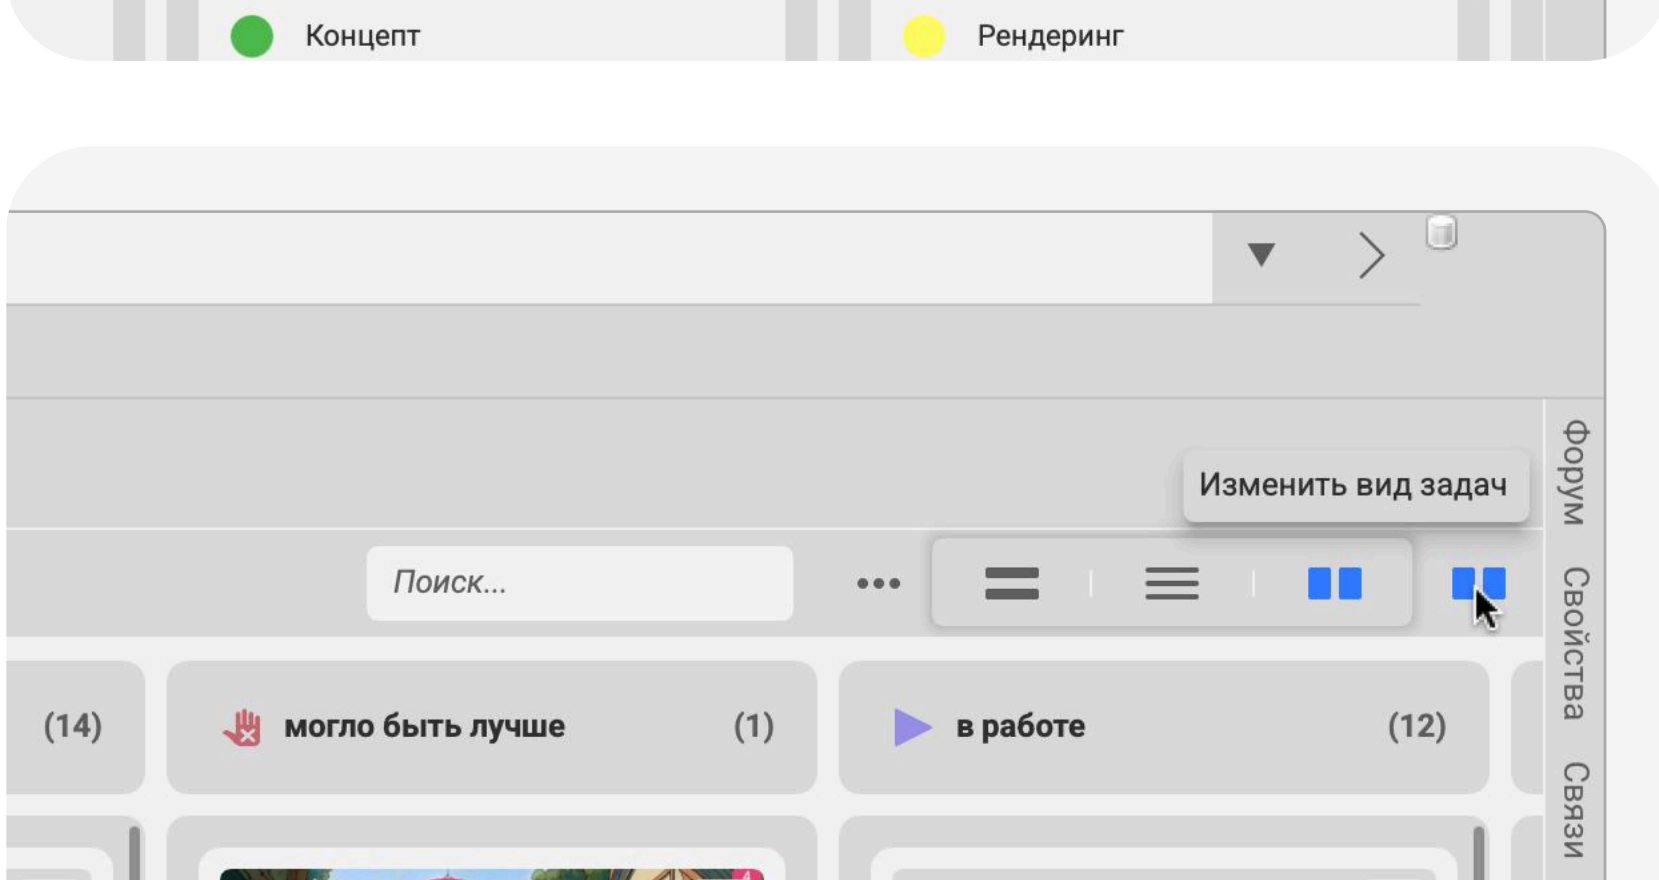 Концепт
Рендеринг
Изменить вид задач
Поиск...
(14)
могло быть лучше
(1)
в работе
(12)
Форум
Свойства
Связи